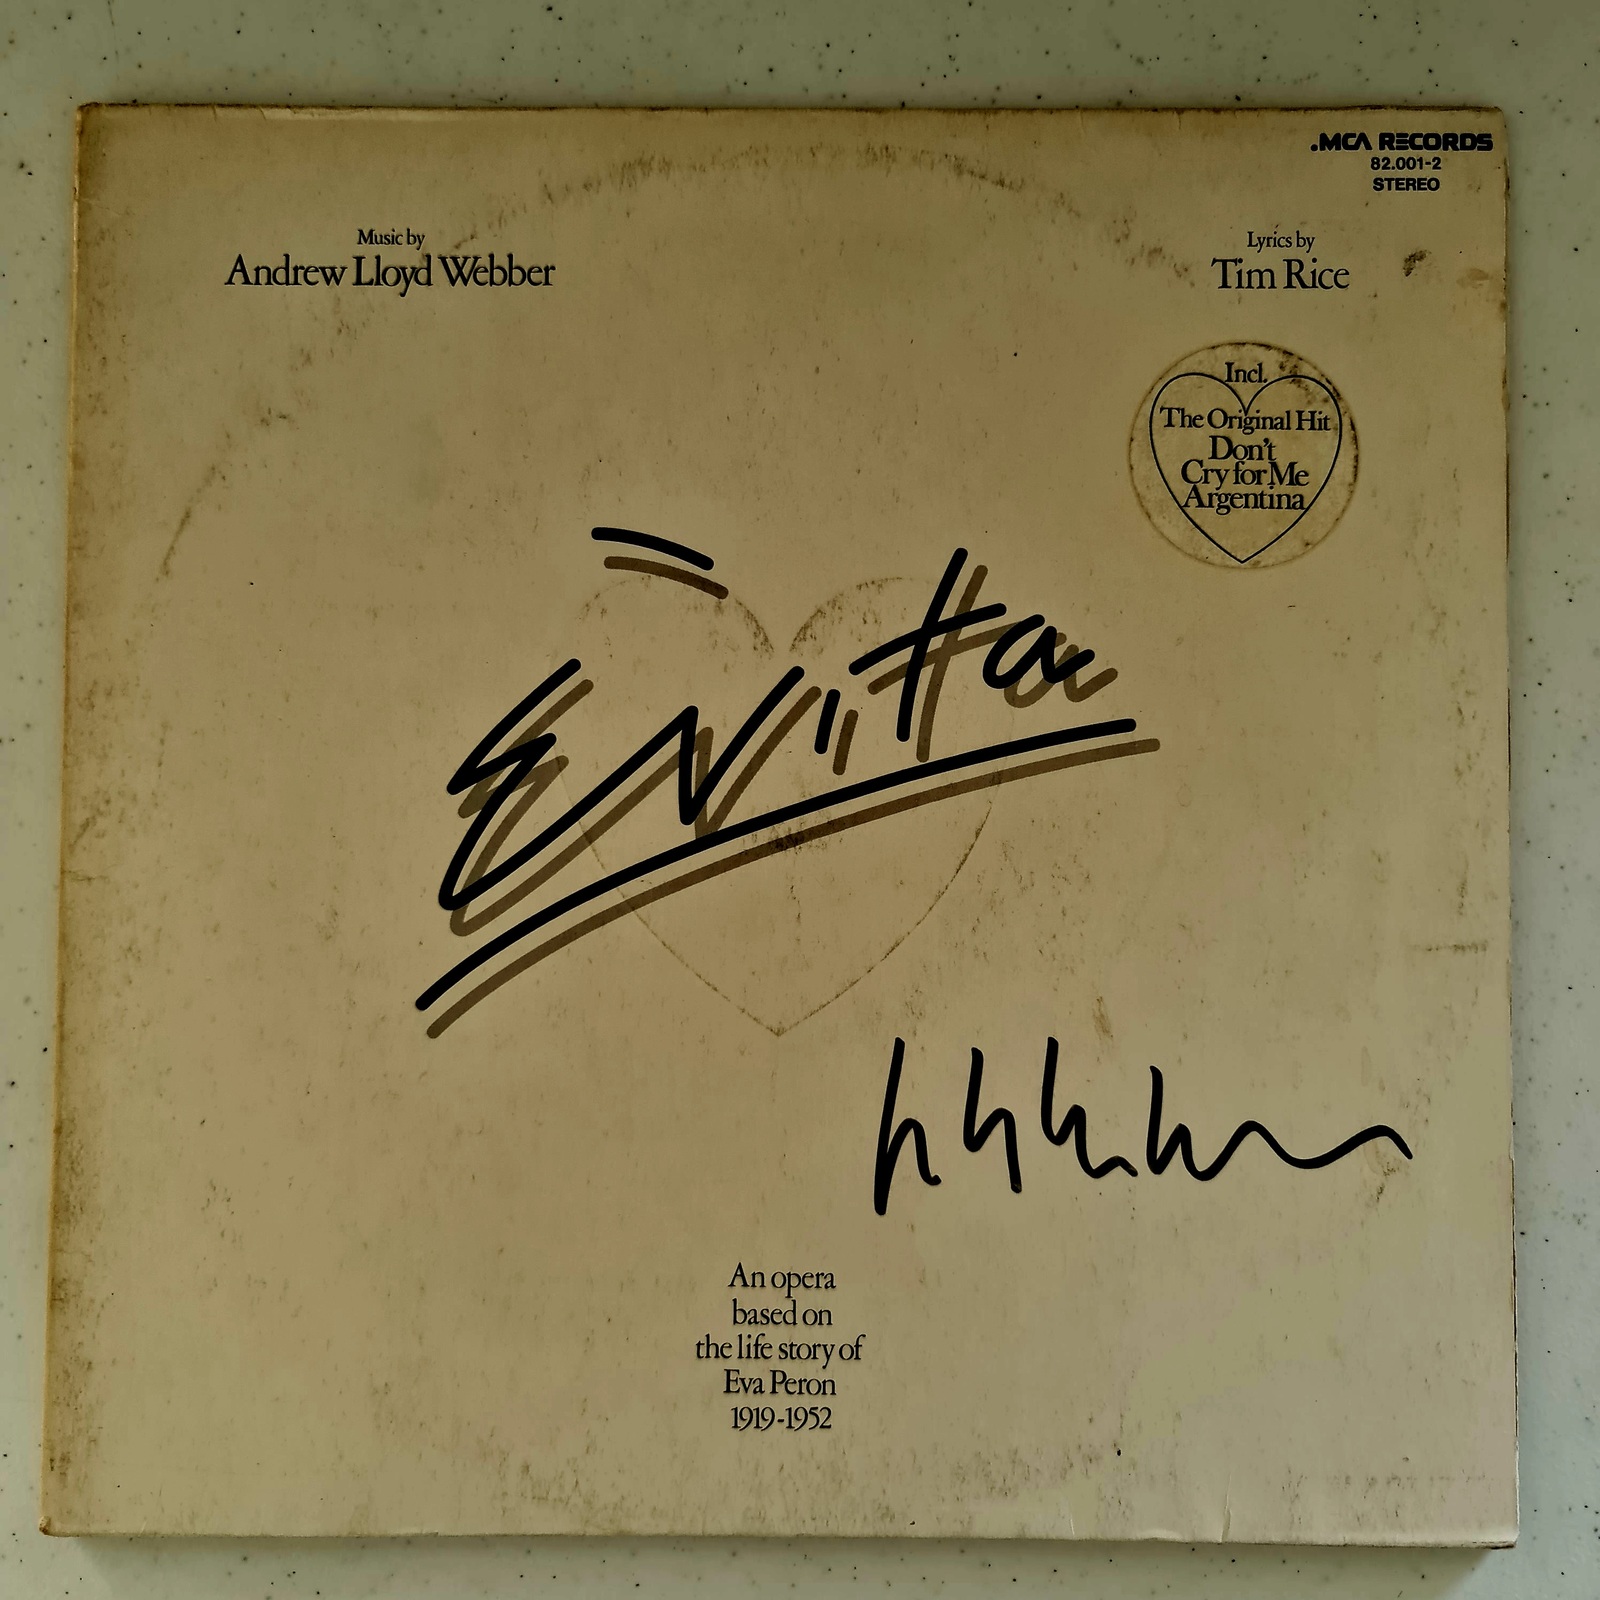 .MCA RECORDS
82.001-2
STEREO
Music by
Andrew Lloyd Webber
Lyrics by
Tim Rice
Incl.
The Original Hit
Don't
Cry for Me
Argentina
Evita
An opera
based on
the life story of
Eva Peron
1919-1952